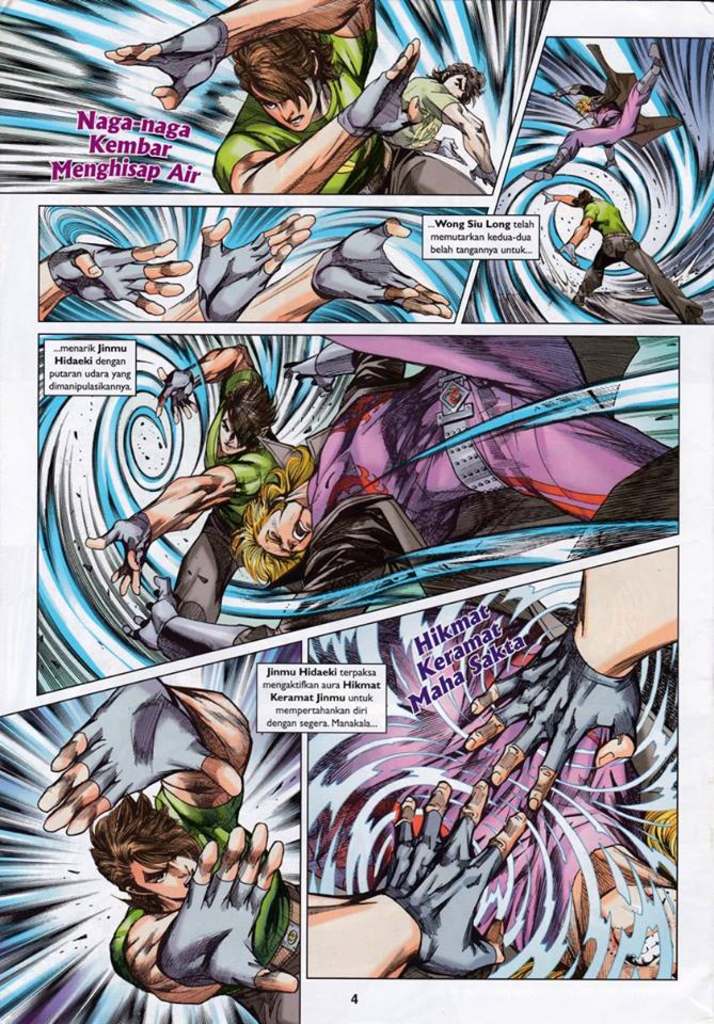 Naga-naga
Kembar
Menghisap Air
...Wong Siu Long telah
memutarkan kedua-dua
belah tangannya untuk...
...menarik Jinmu
Hidaeki dengan
putaran udara yang
dimanipulasikannya.
Jinmu Hidaeki terpaksa
mengaktifkan aura Hikmat
Keramat Jinmu untuk
mempertahankan diri
dengan segera. Manakala...
Hikmat
Keramat
Maha Sakta
4